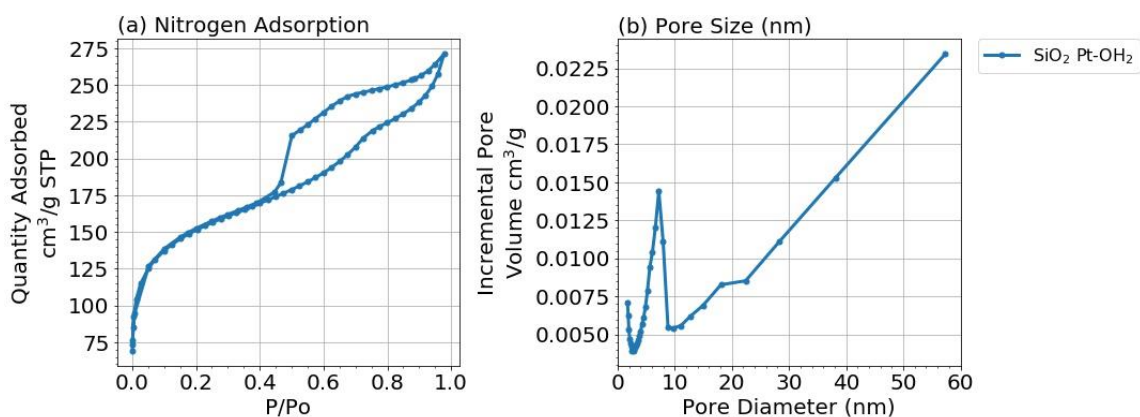 (a) Nitrogen Adsorption
Quantity Adsorbed
cm³/g STP
275
250
225
200
175
150
125
100
75
0.0 0.2 0.4 0.6 0.8 1.0
P/Po
(b) Pore Size (nm)
Incremental Pore
Volume cm³/g
0.0225
0.0200
0.0175
0.0150
0.0125
0.0100
0.0075
0.0050
0 10 20 30 40 50 60
Pore Diameter (nm)
SiO₂ Pt-OH₂